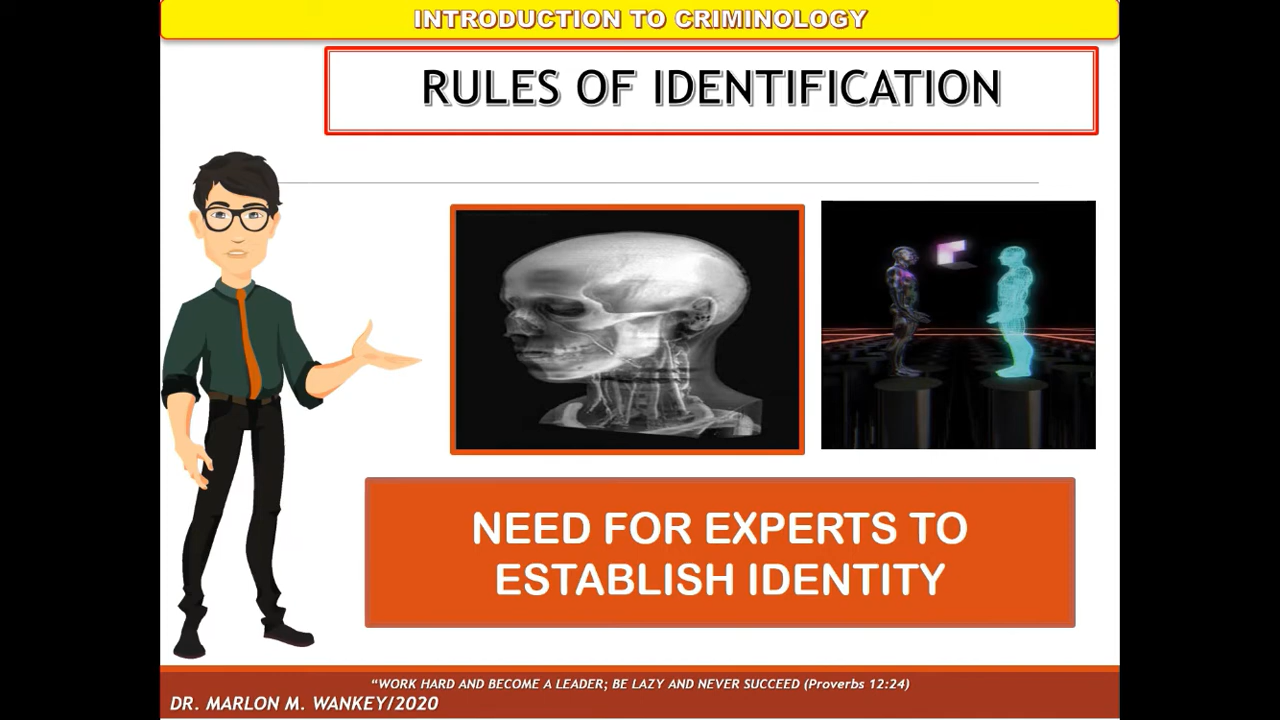 INTRODUCTION TO CRIMINOLOGY
RULES OF IDENTIFICATION
NEED FOR EXPERTS TO
ESTABLISH IDENTITY
“WORK HARD AND BECOME A LEADER; BE LAZY AND NEVER SUCCEED (Proverbs 12:24)
DR. MARLON M. WANKEY/2020